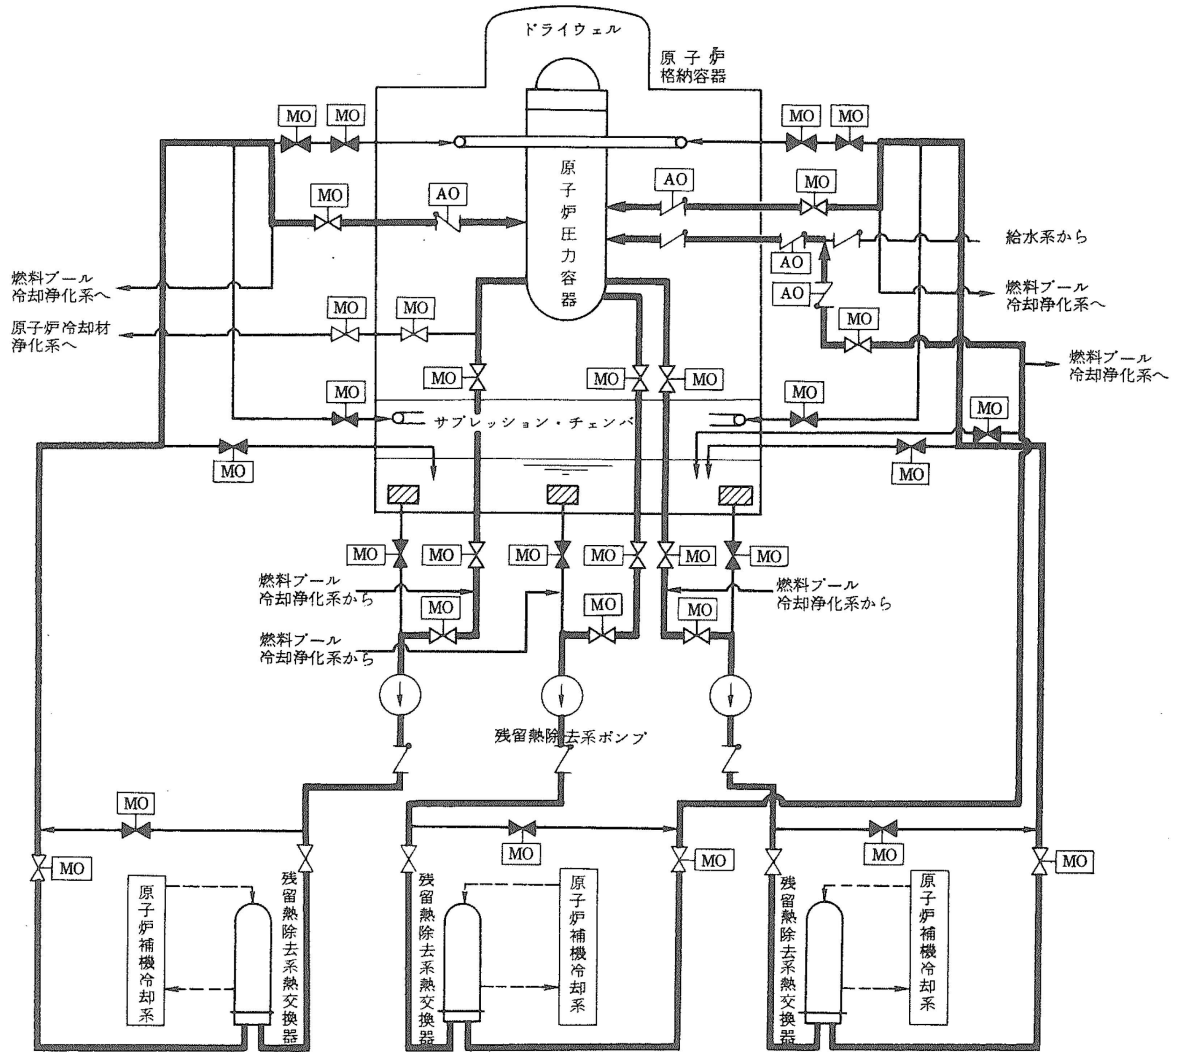 ドライウェル
原子炉
格納容器
MO
MO
MO
MO
原子炉圧力容器
MO
AO
AO
MO
給水系から
AO
燃料プール
冷却浄化系へ
AO
燃料プール
冷却浄化系へ
原子炉冷却材
浄化系へ
MO
MO
MO
燃料プール
冷却浄化系へ
MO
MO
MO
MO
MO
MO
サプレッション・チェンバ
MO
MO
MO
MO
MO
MO
MO
MO
MO
燃料プール
冷却浄化系から
燃料プール
冷却浄化系から
MO
MO
MO
燃料プール
冷却浄化系から
残留熱除去系ポンプ
MO
MO
MO
MO
MO
MO
原子炉補機冷却系
残留熱除去系熱交換器
残留熱除去系熱交換器
原子炉補機冷却系
残留熱除去系熱交換器
原子炉補機冷却系